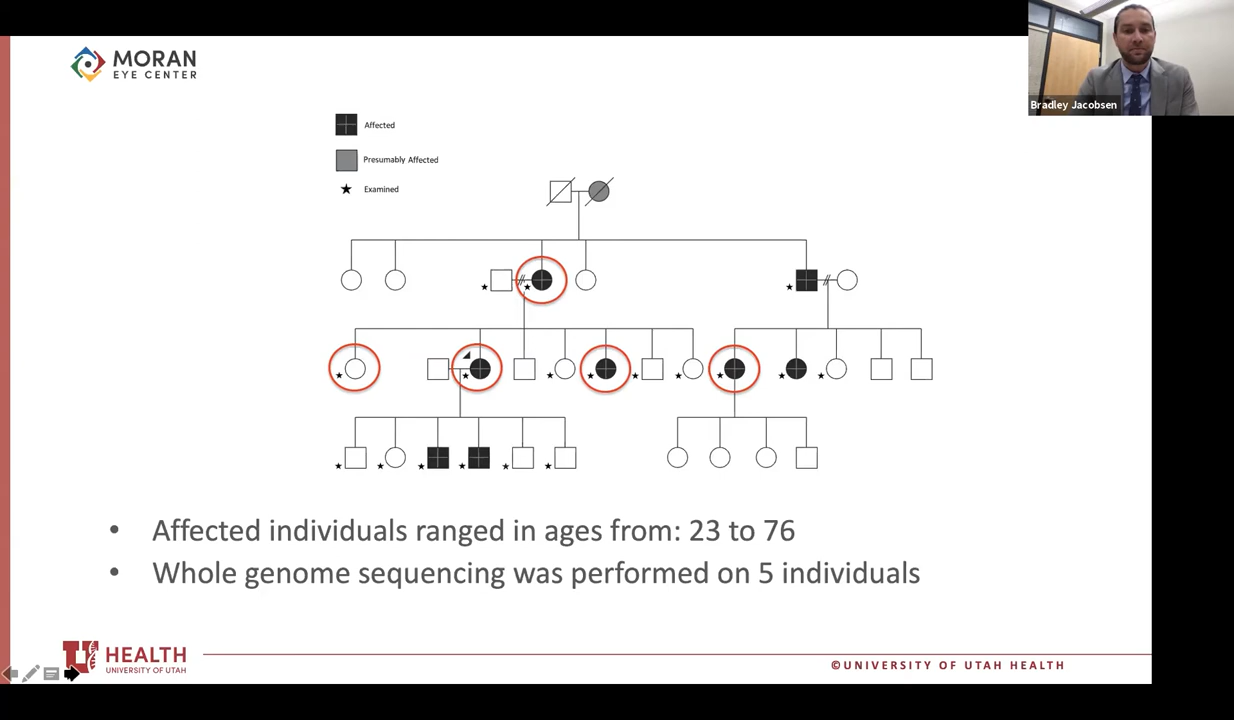 MORAN
EYE CENTER
Bradley Jacobsen
Affected
Presumably Affected
Examined
• Affected individuals ranged in ages from: 23 to 76
• Whole genome sequencing was performed on 5 individuals
U HEALTH
UNIVERSITY OF UTAH
©UNIVERSITY OF UTAH HEALTH